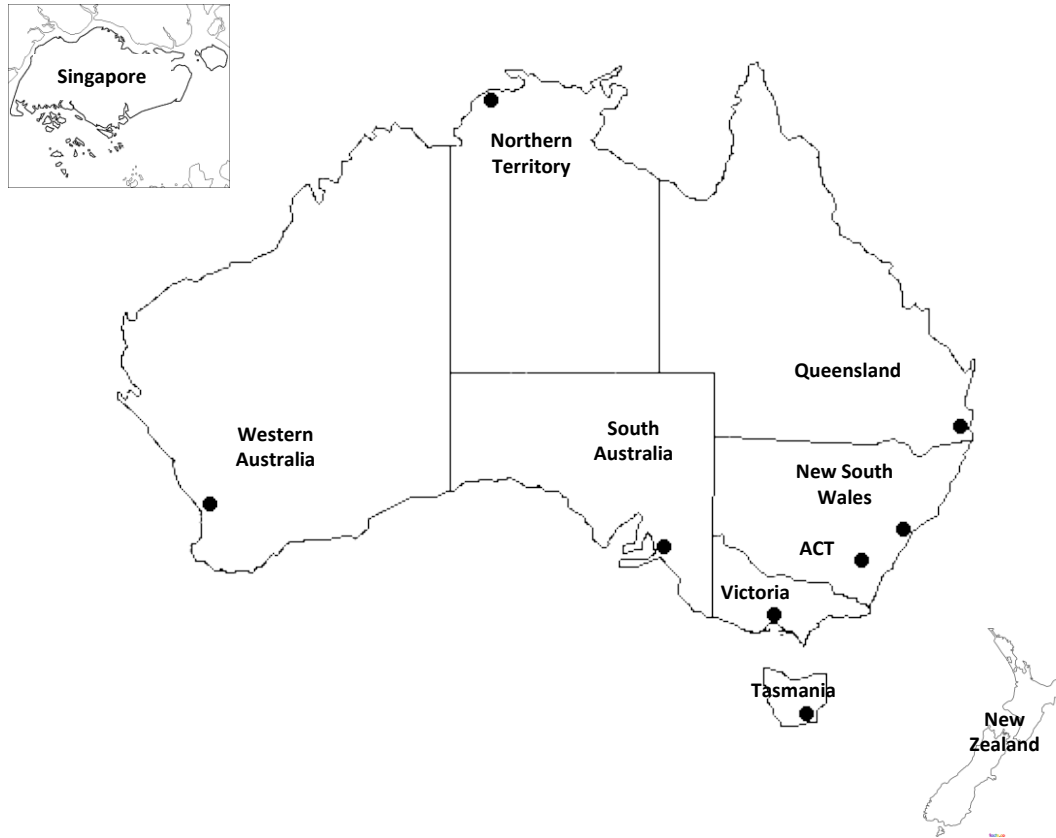 Singapore
Northern
Territory
Queensland
Western
Australia
South
Australia
New South
Wales
ACT
Victoria
Tasmania
New
Zealand